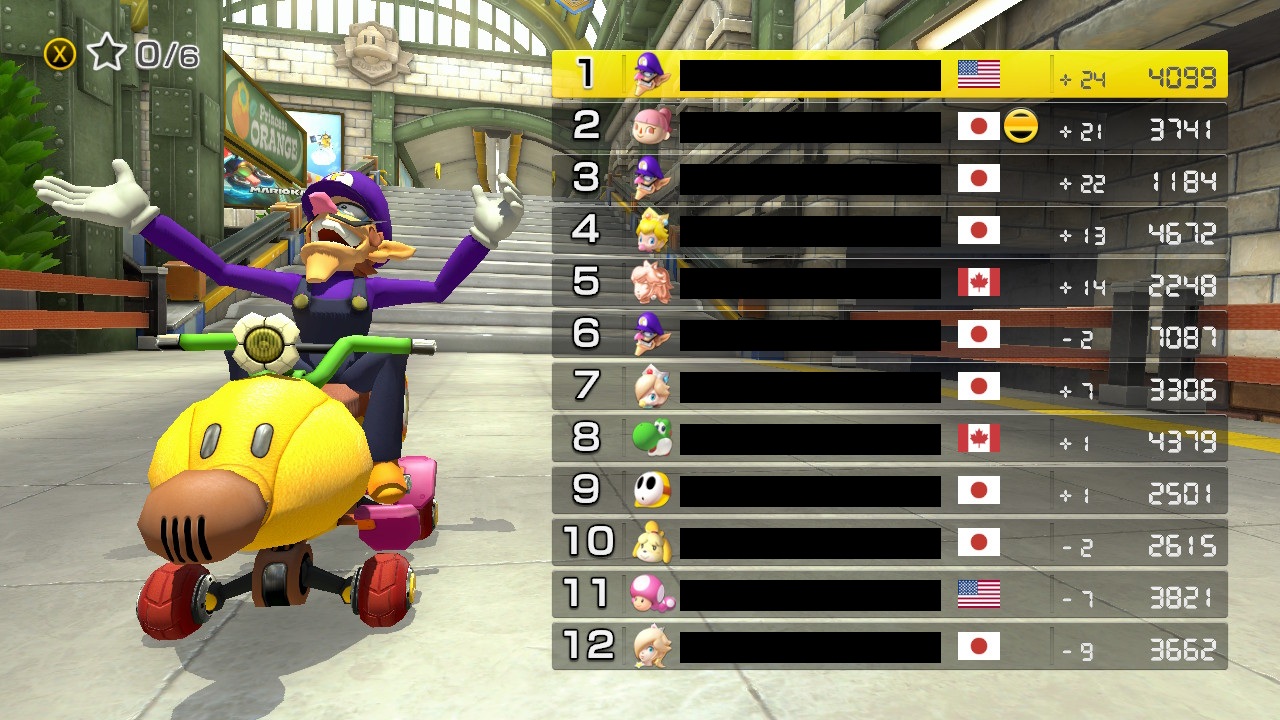 X 0/6
1 + 24 4099
2 + 21 3741
3 + 22 1184
4 + 13 4672
5 + 14 2248
6 - 2 7087
7 + 7 3306
8 + 1 4379
9 + 1 2501
10 - 2 2615
11 - 7 3821
12 - 9 3662
Princess
ORANGE
MARIOK